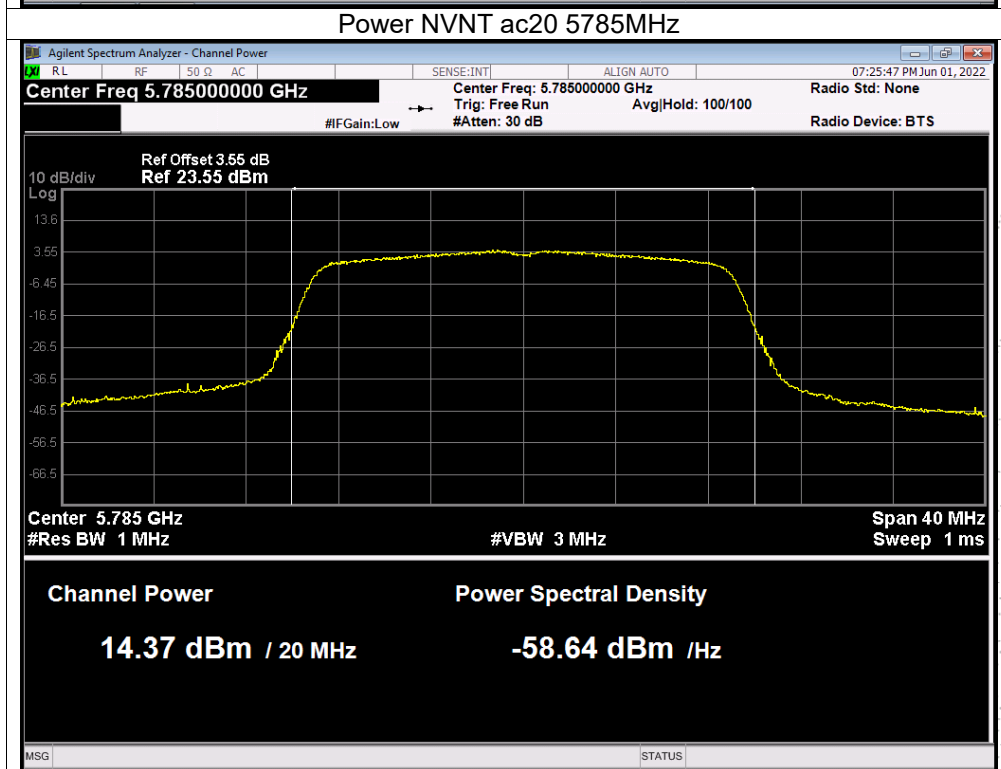 Power NVNT ac20 5785MHz
Agilent Spectrum Analyzer - Channel Power
LXI RL RF 50 Ω AC SENSE:INT ALIGN AUTO 07:25:47 PM Jun 01, 2022
Center Freq 5.785000000 GHz Center Freq: 5.785000000 GHz Radio Std: None
Trig: Free Run Avg|Hold: 100/100
#IFGain:Low #Atten: 30 dB Radio Device: BTS
Ref Offset 3.55 dB
10 dB/div Ref 23.55 dBm
Log
13.6
3.55
-6.45
-16.5
-26.5
-36.5
-46.5
-56.5
-66.5
Center 5.785 GHz Span 40 MHz
#Res BW 1 MHz #VBW 3 MHz Sweep 1 ms
Channel Power Power Spectral Density
14.37 dBm / 20 MHz -58.64 dBm /Hz
MSG STATUS